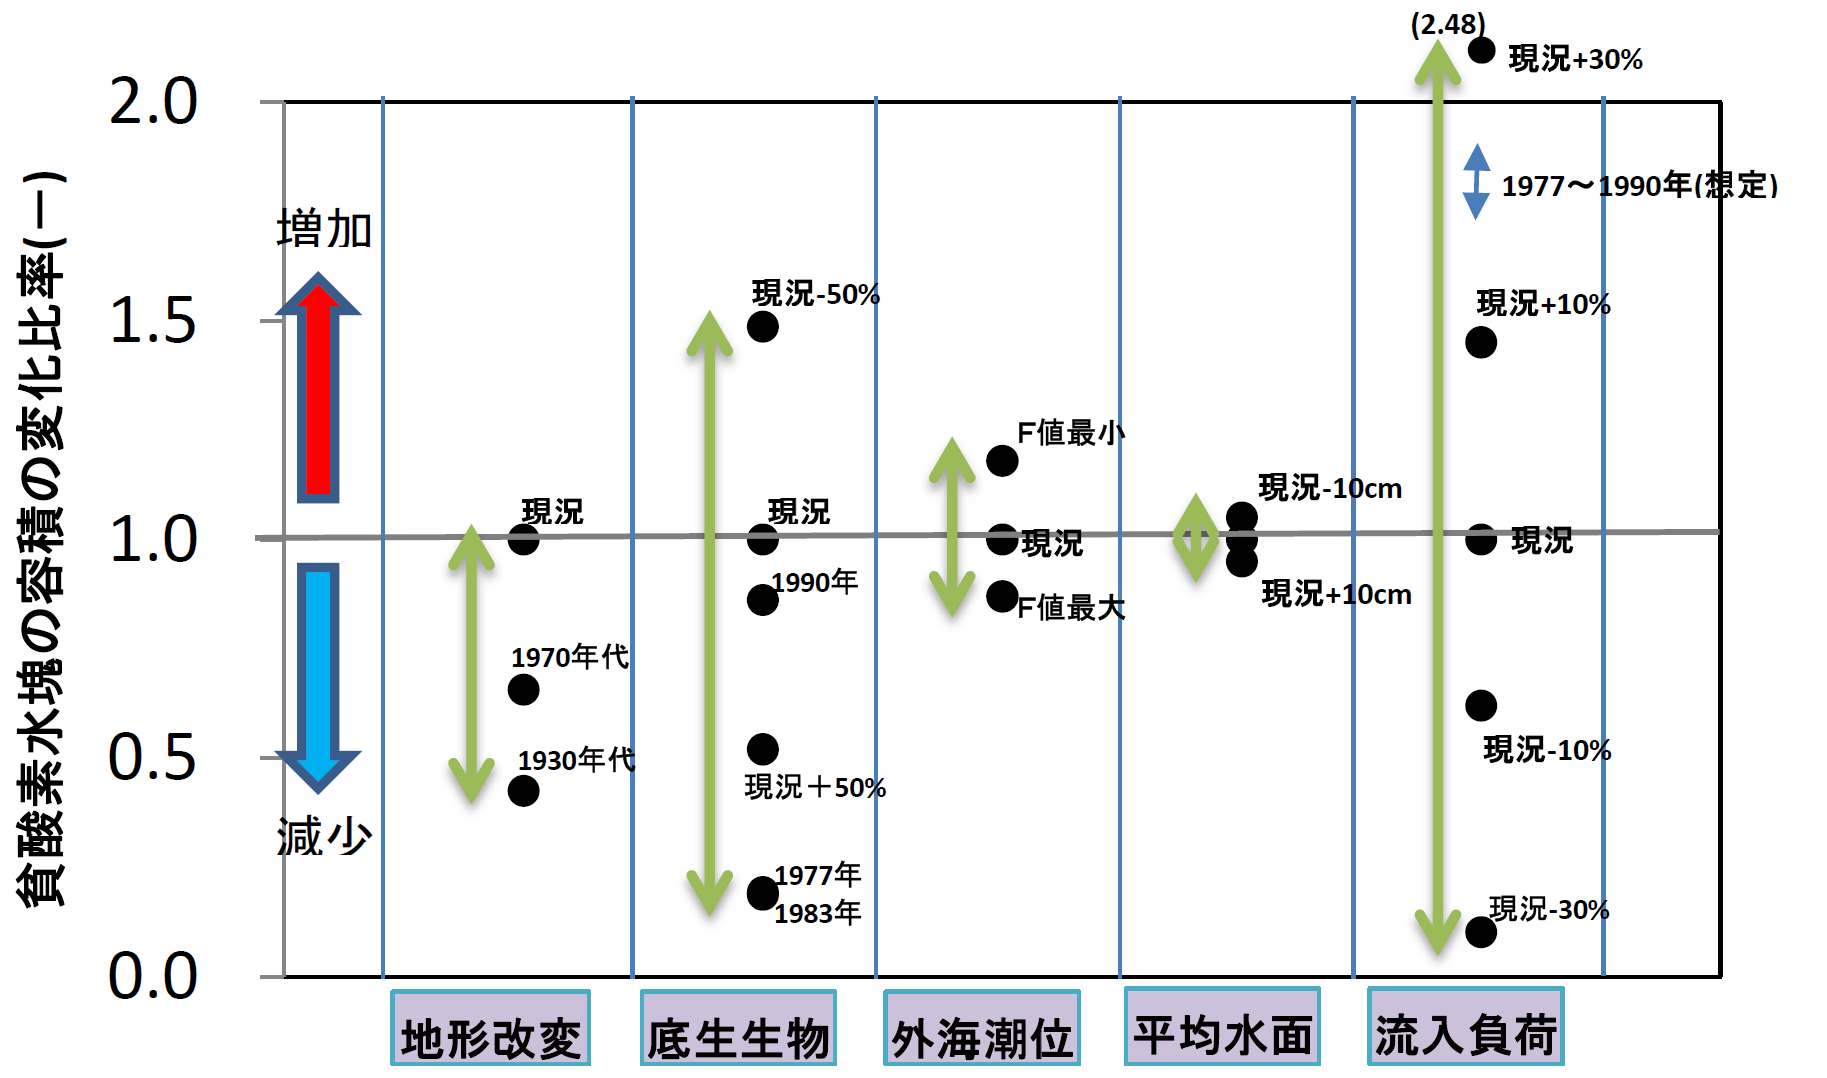 貧酸素水塊の容積の変化比率(ー)
2.0
1.5
1.0
0.5
0.0
増加
減少
現況
1970年代
1930年代
現況-50%
現況
1990年
現況＋50%
1977年
1983年
F値最小
現況
F値最大
現況-10cm
現況+10cm
(2.48)
現況+30%
1977～1990年(想定)
現況+10%
現況
現況-10%
現況-30%
地形改変
底生生物
外海潮位
平均水面
流入負荷